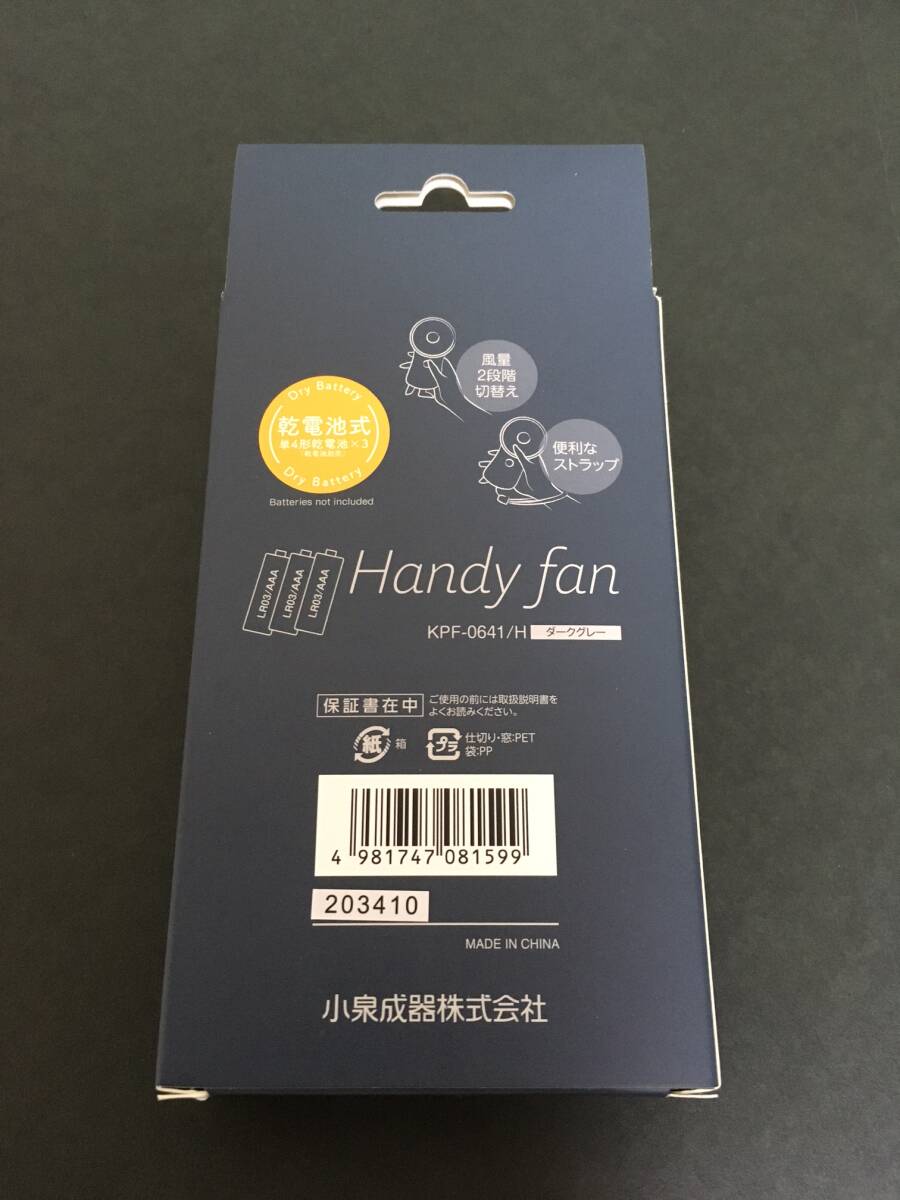 風量
2段階
切替え
Dry Battery
乾電池式
単4形乾電池×3
Dry Battery
Batteries not included
便利な
ストラップ
LR03/AAA
LR03/AAA
LR03/AAA
Handy fan
KPF-0641/H ダークグレー
保証書在中
ご使用の前には取扱説明書を
よくお読みください。
紙 箱
プラ 仕切り・窓:PET
袋:PP
4 981747 081599
203410
MADE IN CHINA
小泉成器株式会社